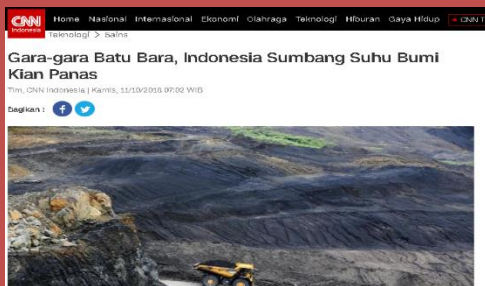 CNN
Indonesia
Home Nasional Internasional Ekonomi Olahraga Teknologi Hiburan Gaya Hidup CNN T
Teknologi > Sains
Gara-gara Batu Bara, Indonesia Sumbang Suhu Bumi
Kian Panas
Tim, CNN Indonesia | Kamis, 11/10/2018 07:02 WIB
Bagikan :